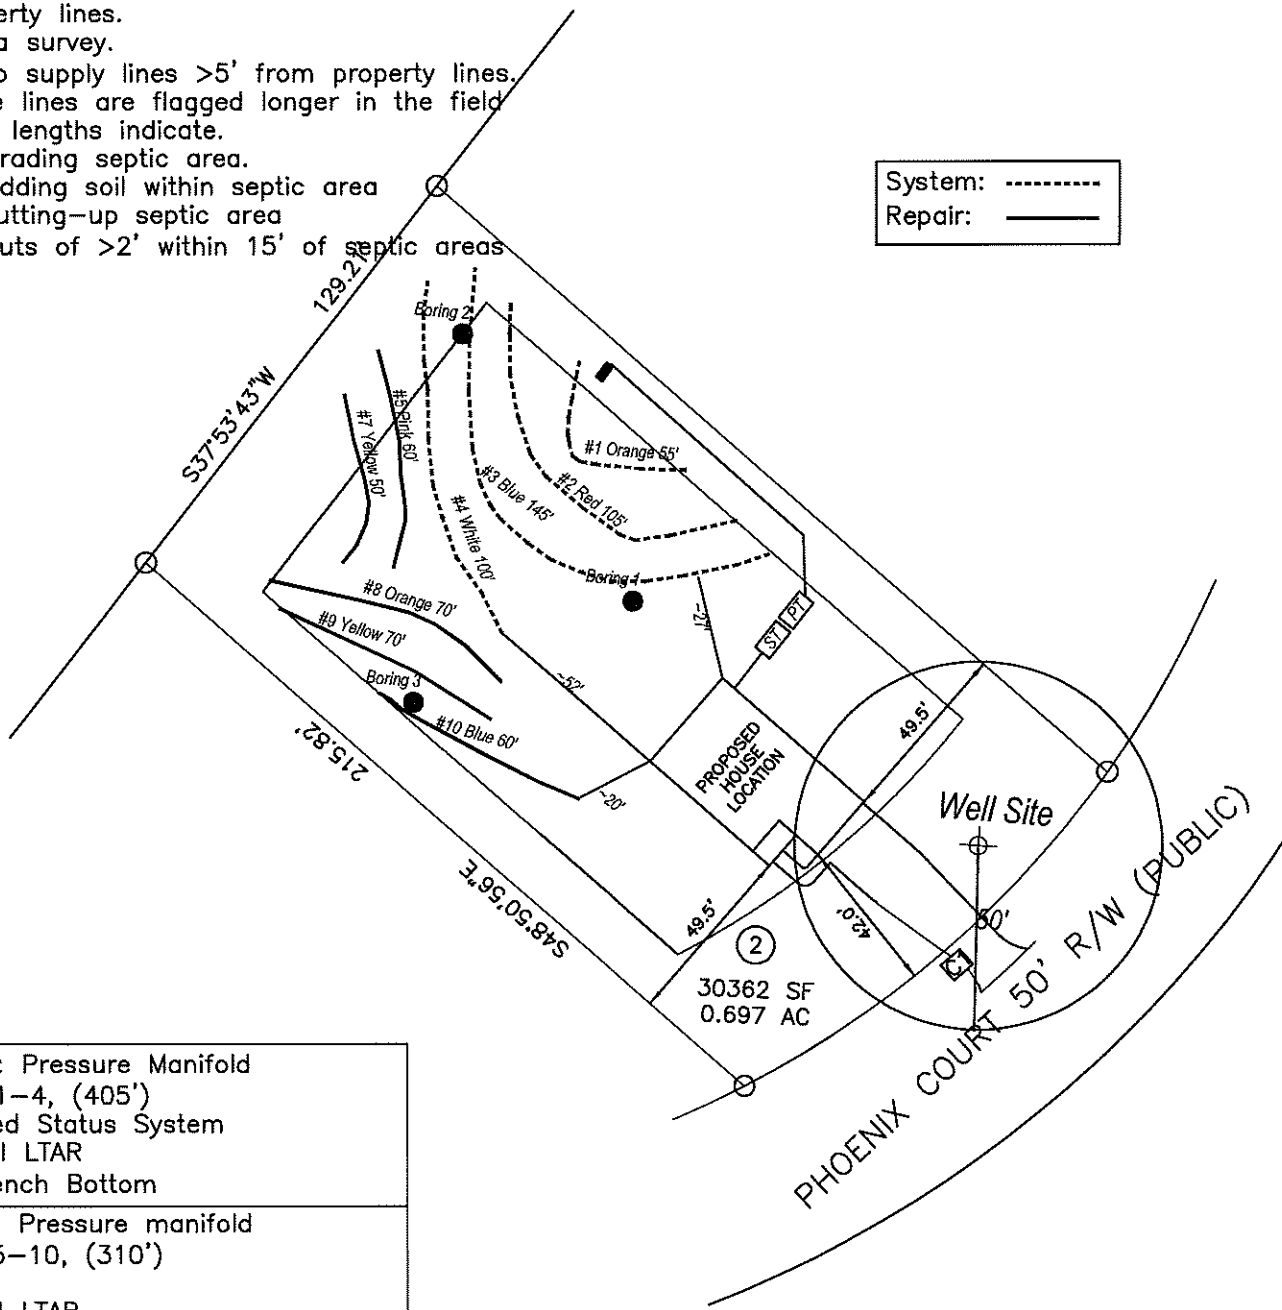 erty lines.
a survey.
o supply lines >5' from property lines.
e lines are flagged longer in the field
lengths indicate.
rading septic area.
dding soil within septic area
utting-up septic area
uts of >2' within 15' of septic areas
System:
Repair:
129.21'
S37°53'43"W
Boring 2
#7 Yellow 50'
#5 Pink 60'
#1 Orange 55'
#2 Red 105'
#3 Blue 145'
#4 White 100'
Boring 1
#8 Orange 70'
#9 Yellow 70'
Boring 3
#10 Blue 60'
~27'
~52'
~20'
ST
PT
PROPOSED
HOUSE
LOCATION
49.5'
Well Site
215.82'
S48°50'56"E
49.5'
42.0'
50'
C1
2
30362 SF
0.697 AC
PHOENIX COURT 50' R/W (PUBLIC)
Pressure Manifold
1-4, (405')
ed Status System
LTAR
ench Bottom
Pressure manifold
5-10, (310')
LTAR